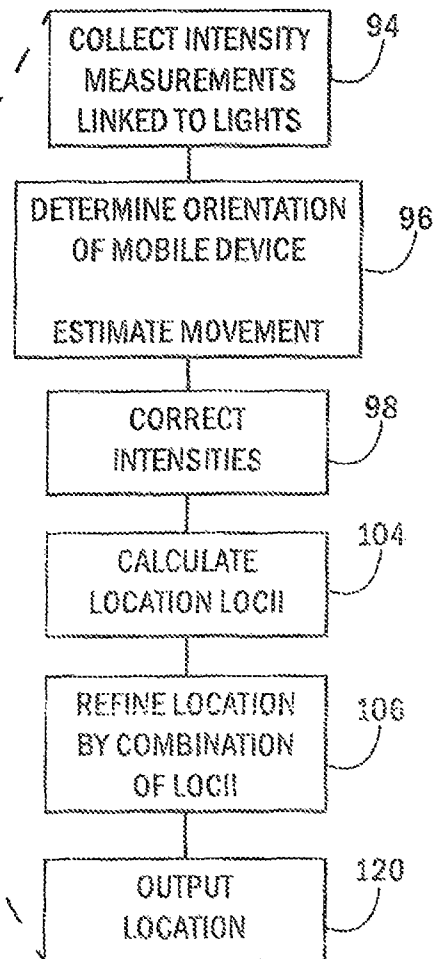 COLLECT INTENSITY
MEASUREMENTS
LINKED TO LIGHTS
94
DETERMINE ORIENTATION
OF MOBILE DEVICE
ESTIMATE MOVEMENT
96
CORRECT
INTENSITIES
98
CALCULATE
LOCATION LOCII
104
REFINE LOCATION
BY COMBINATION
OF LOCII
106
OUTPUT
LOCATION
120